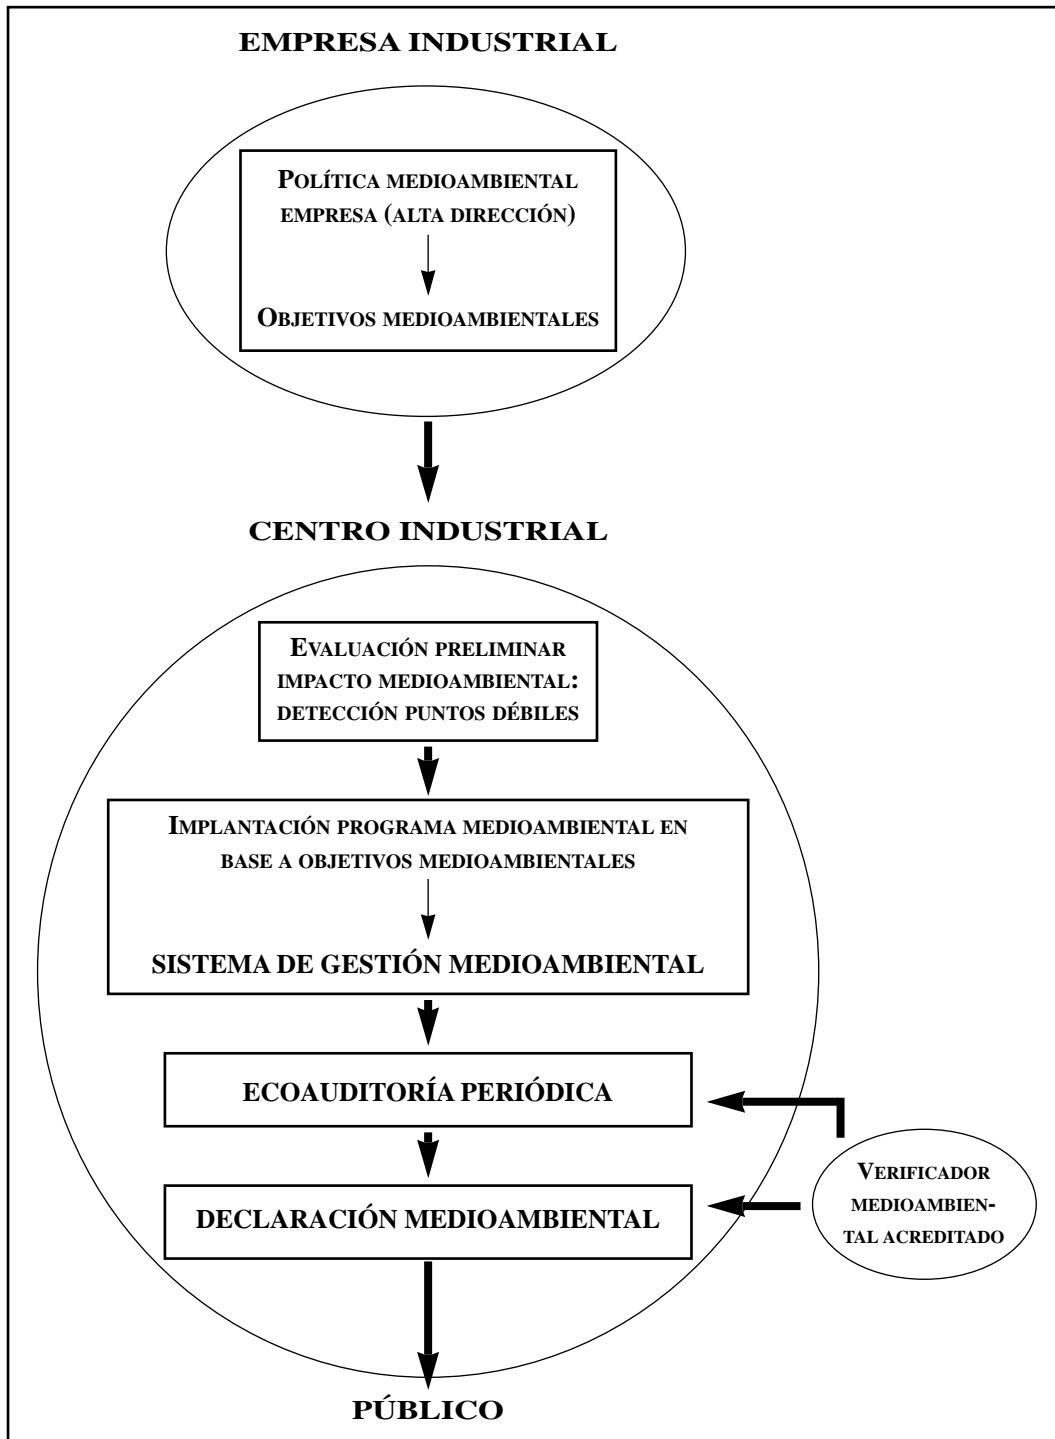 EMPRESA INDUSTRIAL
POLÍTICA MEDIOAMBIENTAL
EMPRESA (ALTA DIRECCIÓN)
OBJETIVOS MEDIOAMBIENTALES
CENTRO INDUSTRIAL
EVALUACIÓN PRELIMINAR
IMPACTO MEDIOAMBIENTAL:
DETECCIÓN PUNTOS DÉBILES
IMPLANTACIÓN PROGRAMA MEDIOAMBIENTAL EN
BASE A OBJETIVOS MEDIOAMBIENTALES
SISTEMA DE GESTIÓN MEDIOAMBIENTAL
ECOAUDITORÍA PERIÓDICA
DECLARACIÓN MEDIOAMBIENTAL
VERIFICADOR
MEDIOAMBIEN-
TAL ACREDITADO
PÚBLICO